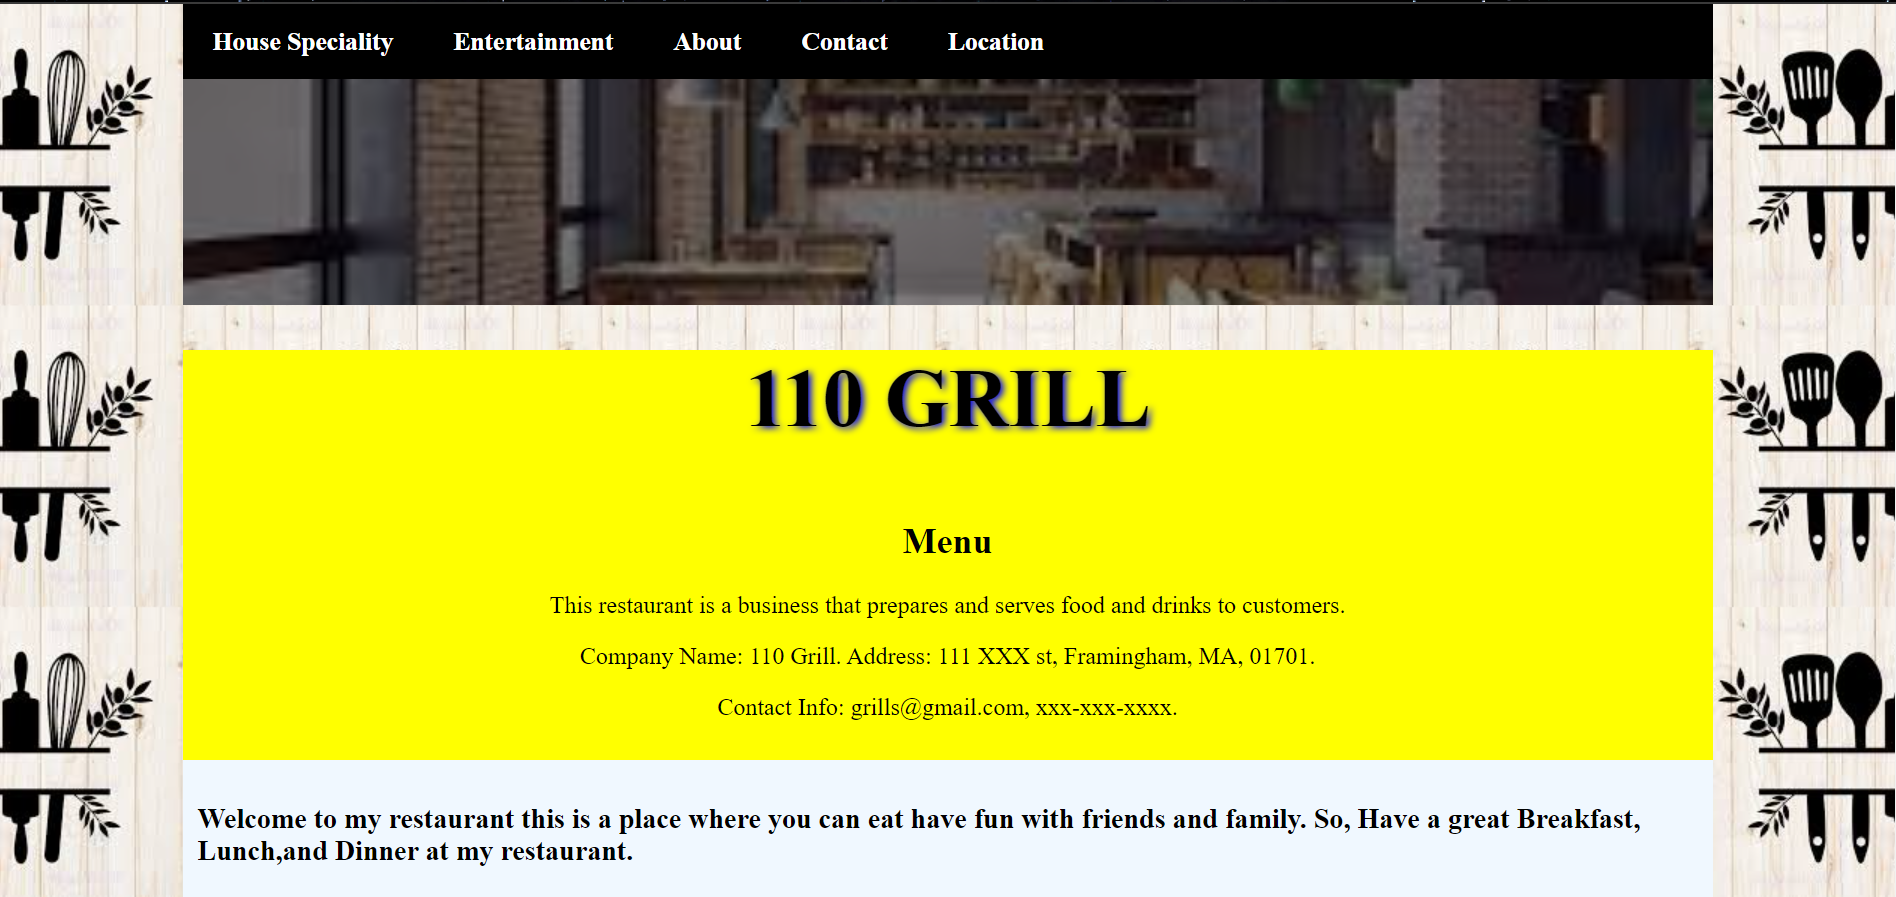 House Speciality Entertainment About Contact Location
110 GRILL
Menu
This restaurant is a business that prepares and serves food and drinks to customers.
Company Name: 110 Grill. Address: 111 XXX st, Framingham, MA, 01701.
Contact Info: grills@gmail.com, xxx-xxx-xxxx.
Welcome to my restaurant this is a place where you can eat have fun with friends and family. So, Have a great Breakfast,
Lunch,and Dinner at my restaurant.